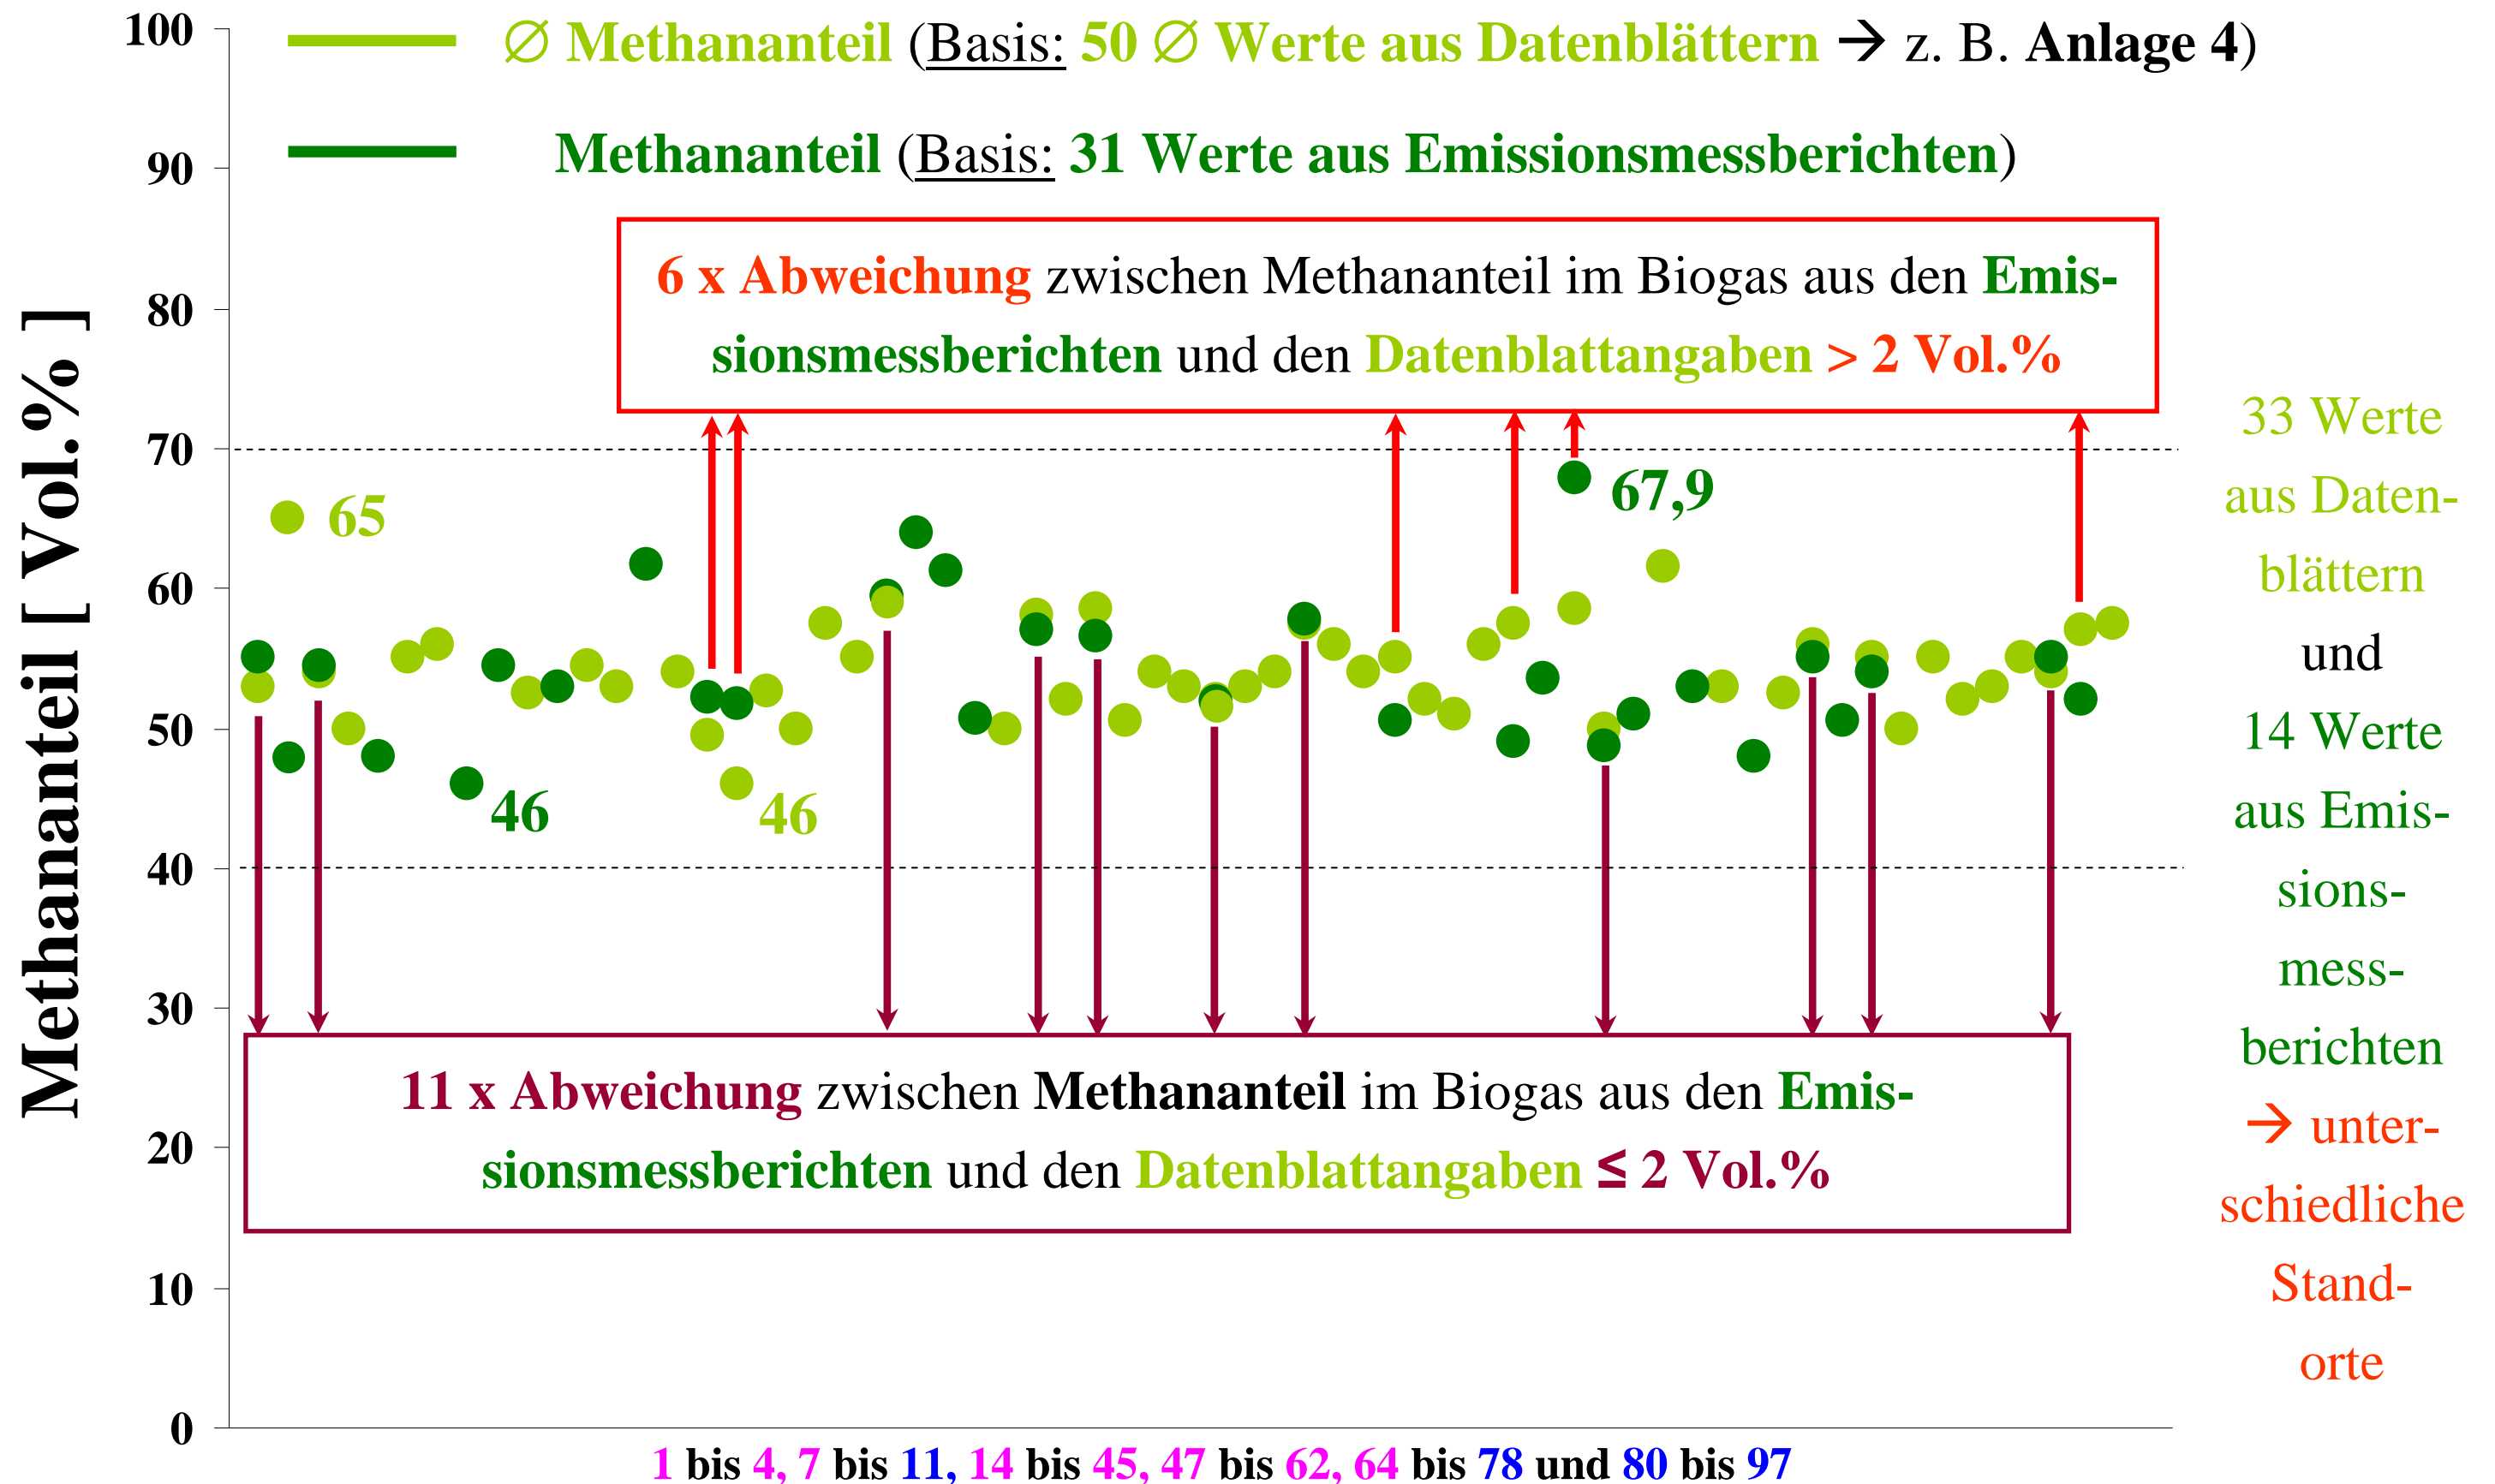 ∅ Methananteil (Basis: 50 ∅ Werte aus Datenblättern → z. B. Anlage 4)
Methananteil (Basis: 31 Werte aus Emissionsmessberichten)
6 x Abweichung zwischen Methananteil im Biogas aus den Emis-
sionsmessberichten und den Datenblattangaben > 2 Vol.%
Methananteil [ Vol.% ]
100
90
80
70
60
50
40
30
20
10
0
65
67,9
46
46
11 x Abweichung zwischen Methananteil im Biogas aus den Emis-
sionsmessberichten und den Datenblattangaben ≤ 2 Vol.%
33 Werte
aus Daten-
blättern
und
14 Werte
aus Emis-
sions-
mess-
berichten
→ unter-
schiedliche
Stand-
orte
1 bis 4, 7 bis 11, 14 bis 45, 47 bis 62, 64 bis 78 und 80 bis 97